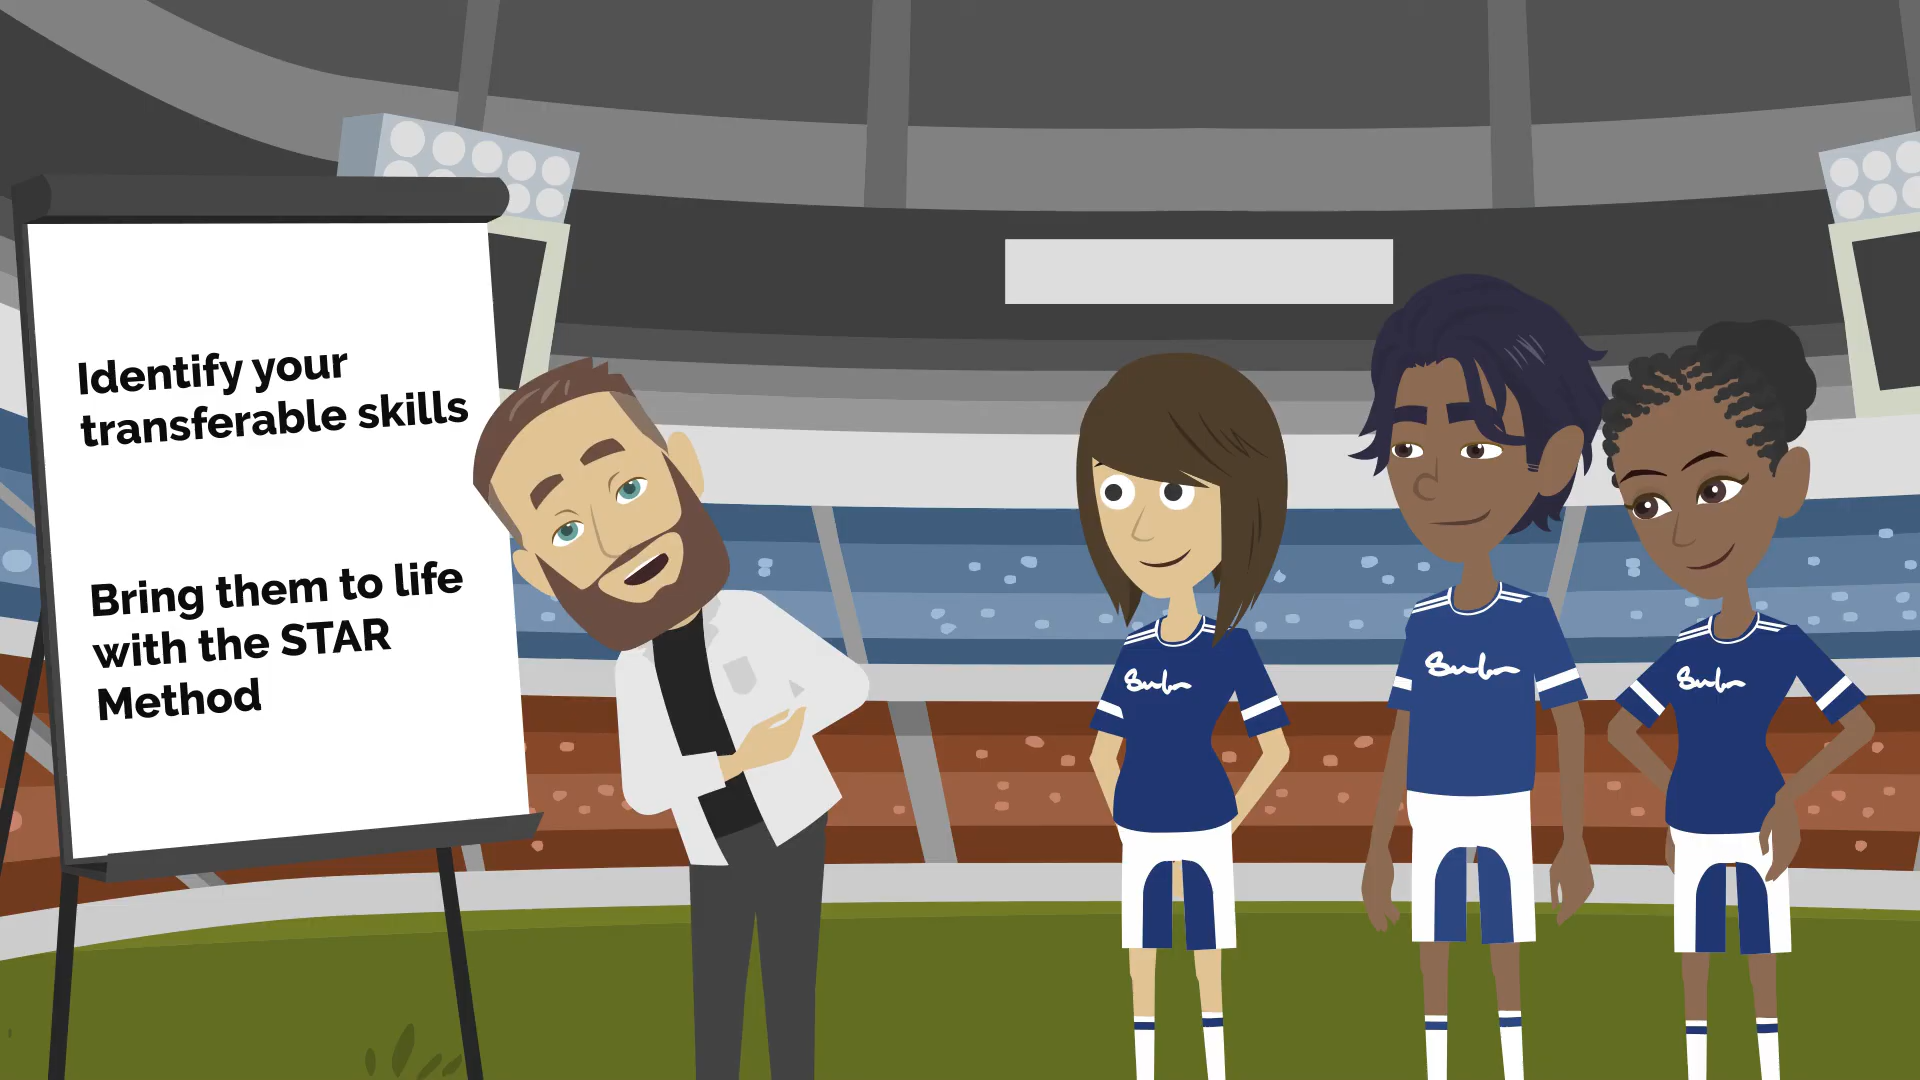 Identify your
transferable skills
Bring them to life
with the STAR
Method